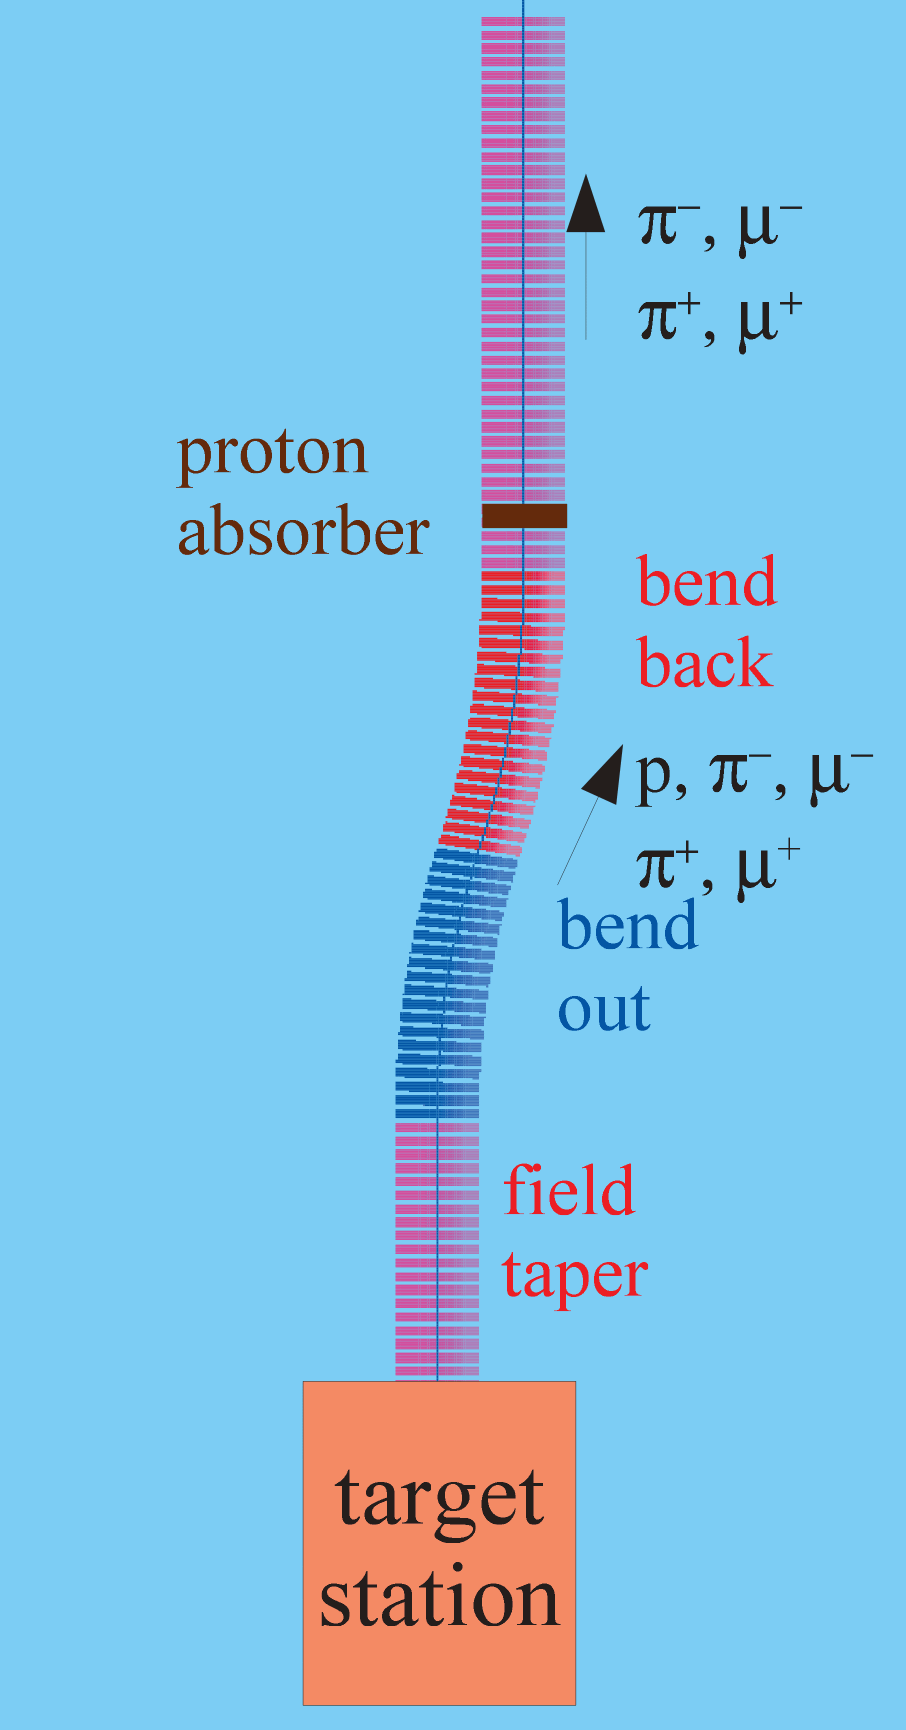 π⁻, μ⁻
π⁺, μ⁺
proton
absorber
bend
back
p, π⁻, μ⁻
π⁺, μ⁺
bend
out
field
taper
target
station